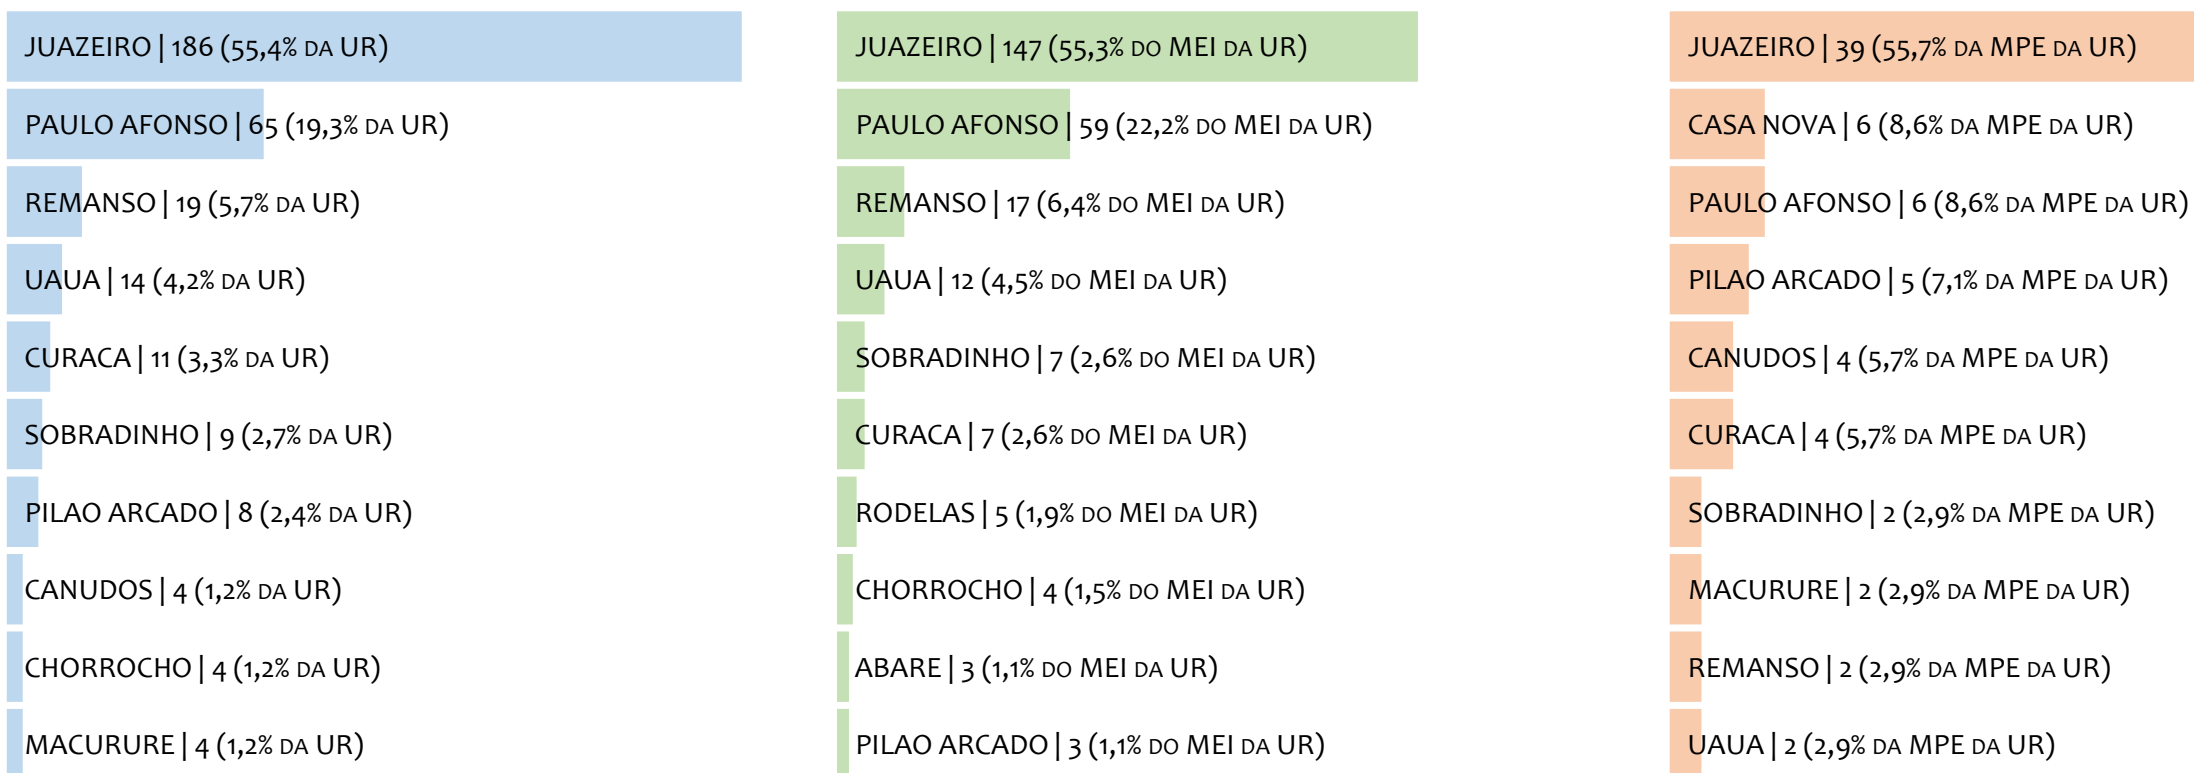 JUAZEIRO | 186 (55,4% DA UR)
PAULO AFONSO | 65 (19,3% DA UR)
REMANSO | 19 (5,7% DA UR)
UAUA | 14 (4,2% DA UR)
CURACA | 11 (3,3% DA UR)
SOBRADINHO | 9 (2,7% DA UR)
PILAO ARCADO | 8 (2,4% DA UR)
CANUDOS | 4 (1,2% DA UR)
CHORROCHO | 4 (1,2% DA UR)
MACURURE | 4 (1,2% DA UR)
JUAZEIRO | 147 (55,3% DO MEI DA UR)
PAULO AFONSO | 59 (22,2% DO MEI DA UR)
REMANSO | 17 (6,4% DO MEI DA UR)
UAUA | 12 (4,5% DO MEI DA UR)
SOBRADINHO | 7 (2,6% DO MEI DA UR)
CURACA | 7 (2,6% DO MEI DA UR)
RODELAS | 5 (1,9% DO MEI DA UR)
CHORROCHO | 4 (1,5% DO MEI DA UR)
ABARE | 3 (1,1% DO MEI DA UR)
PILAO ARCADO | 3 (1,1% DO MEI DA UR)
JUAZEIRO | 39 (55,7% DA MPE DA UR)
CASA NOVA | 6 (8,6% DA MPE DA UR)
PAULO AFONSO | 6 (8,6% DA MPE DA UR)
PILAO ARCADO | 5 (7,1% DA MPE DA UR)
CANUDOS | 4 (5,7% DA MPE DA UR)
CURACA | 4 (5,7% DA MPE DA UR)
SOBRADINHO | 2 (2,9% DA MPE DA UR)
MACURURE | 2 (2,9% DA MPE DA UR)
REMANSO | 2 (2,9% DA MPE DA UR)
UAUA | 2 (2,9% DA MPE DA UR)